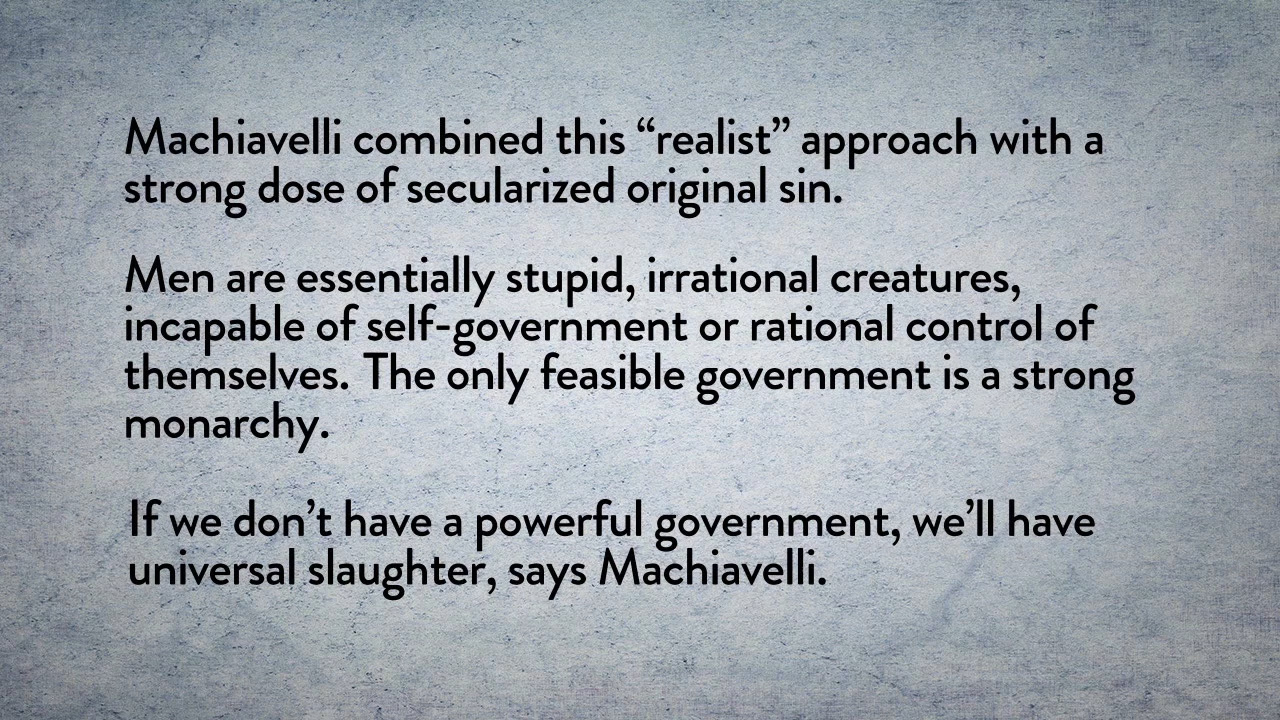 Machiavelli combined this “realist” approach with a
strong dose of secularized original sin.
Men are essentially stupid, irrational creatures,
incapable of self-government or rational control of
themselves. The only feasible government is a strong
monarchy.
If we don’t have a powerful government, we’ll have
universal slaughter, says Machiavelli.